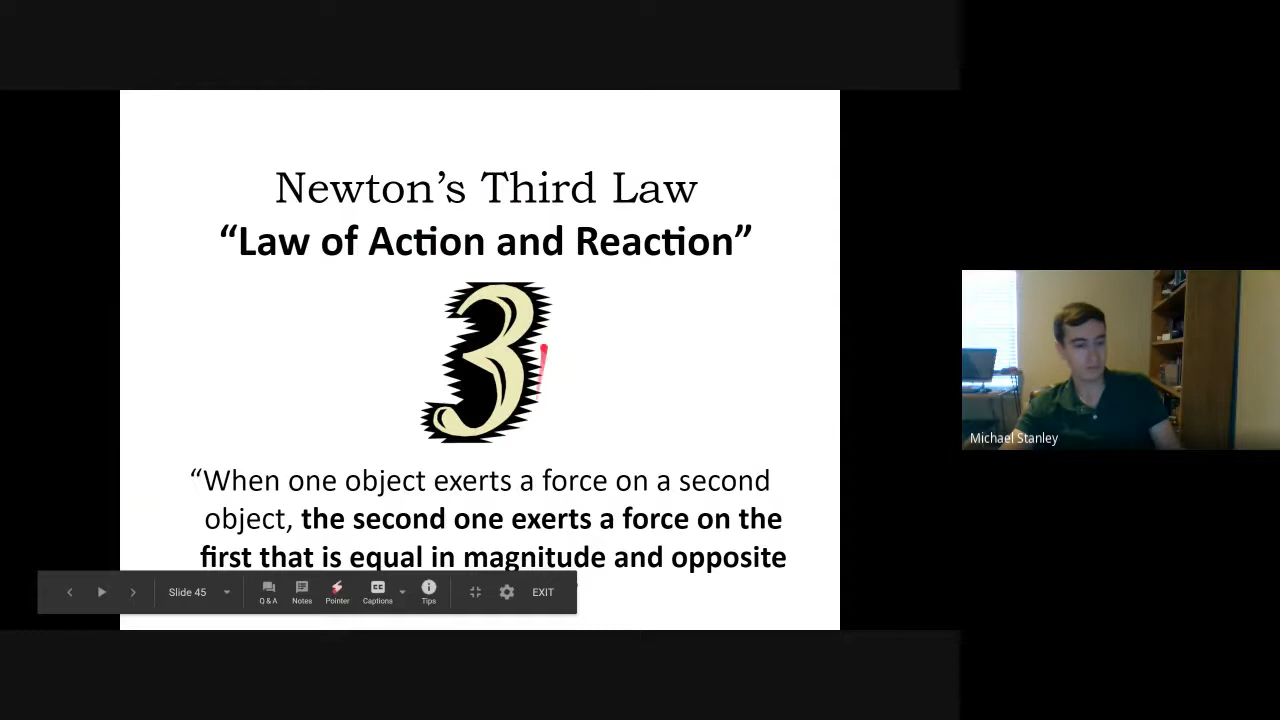 Newton’s Third Law
“Law of Action and Reaction”
3
“When one object exerts a force on a second
object, the second one exerts a force on the
first that is equal in magnitude and opposite
Slide 45
Q & A
Notes
Pointer
CC
Captions
Tips
EXIT
Michael Stanley